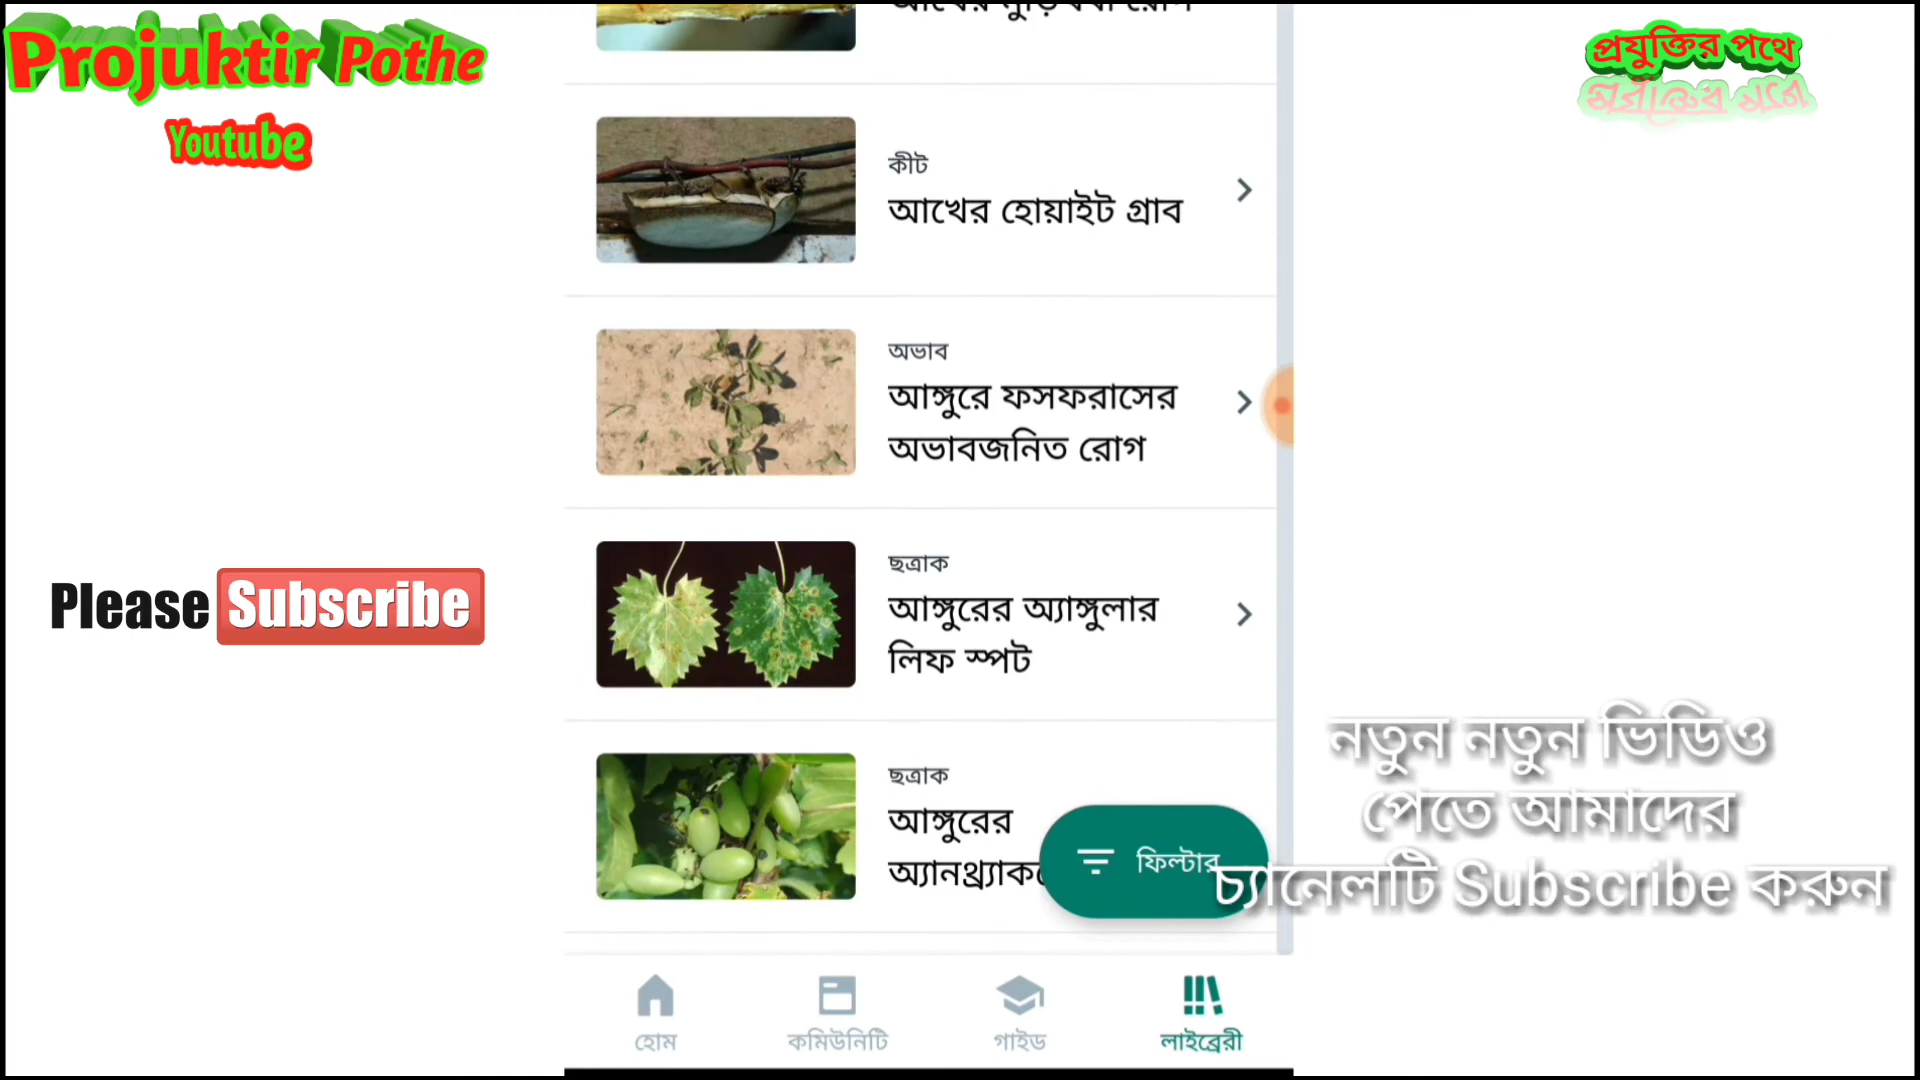 Projuktir Pothe
Youtube
প্রযুক্তির পথে
কীট
আখের হোয়াইট গ্রাব
অভাব
আঙ্গুরে ফসফরাসের
অভাবজনিত রোগ
ছত্রাক
আঙ্গুরের অ্যাঙ্গুলার
লিফ স্পট
Please Subscribe
ছত্রাক
আঙ্গুরের
ফিল্টার
নতুন নতুন ভিডিও
পেতে আমাদের
চ্যানেলটি Subscribe করুন
হোম
কমিউনিটি
গাইড
লাইব্রেরী